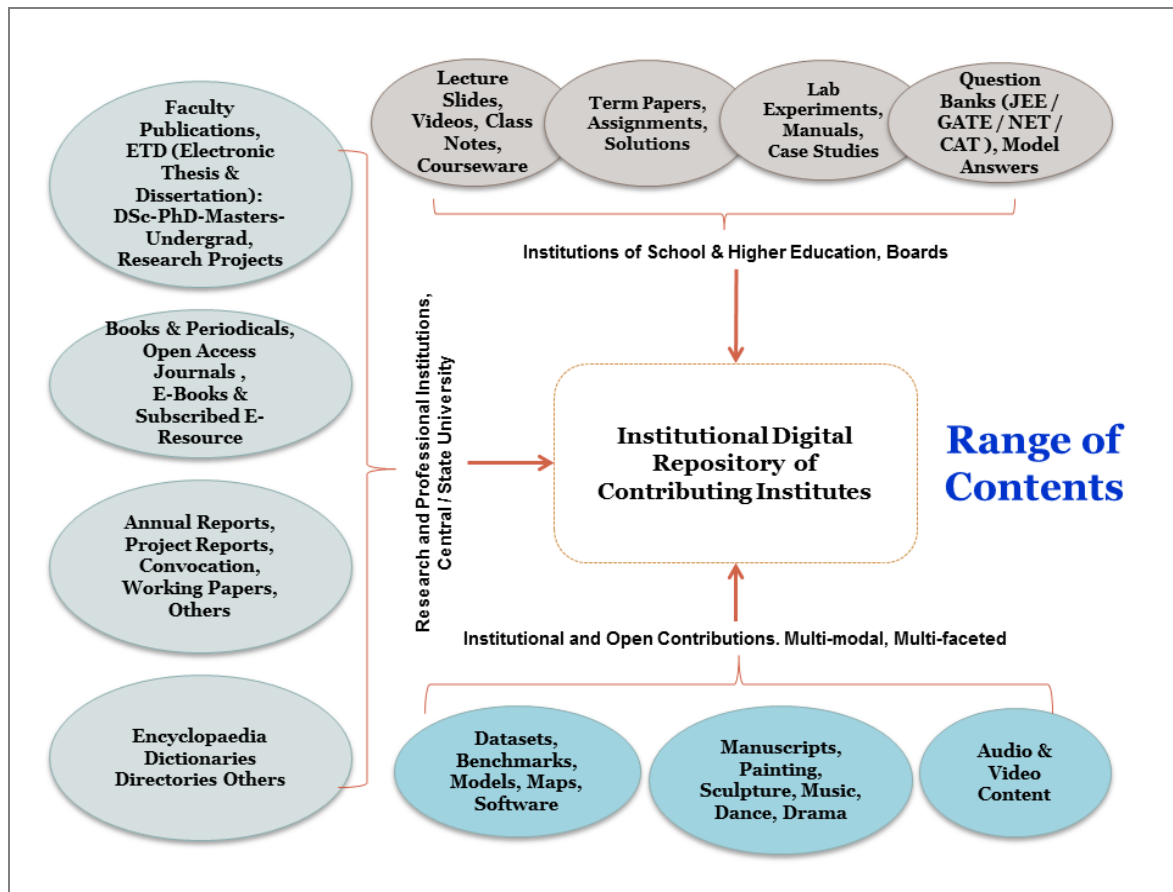 Lecture
Slides,
Videos, Class
Notes,
Courseware
Term Papers,
Assignments,
Solutions
Lab
Experiments,
Manuals,
Case Studies
Question
Banks (JEE /
GATE / NET /
CAT ), Model
Answers
Institutions of School & Higher Education, Boards
Faculty
Publications,
ETD (Electronic
Thesis &
Dissertation):
DSc-PhD-Masters-
Undergrad,
Research Projects
Books & Periodicals,
Open Access
Journals ,
E-Books &
Subscribed E-
Resource
Annual Reports,
Project Reports,
Convocation,
Working Papers,
Others
Encyclopaedia
Dictionaries
Directories Others
Research and Professional Institutions,
Central / State University
Institutional Digital
Repository of
Contributing Institutes
Range of
Contents
Institutional and Open Contributions. Multi-modal, Multi-faceted
Datasets,
Benchmarks,
Models, Maps,
Software
Manuscripts,
Painting,
Sculpture, Music,
Dance, Drama
Audio &
Video
Content